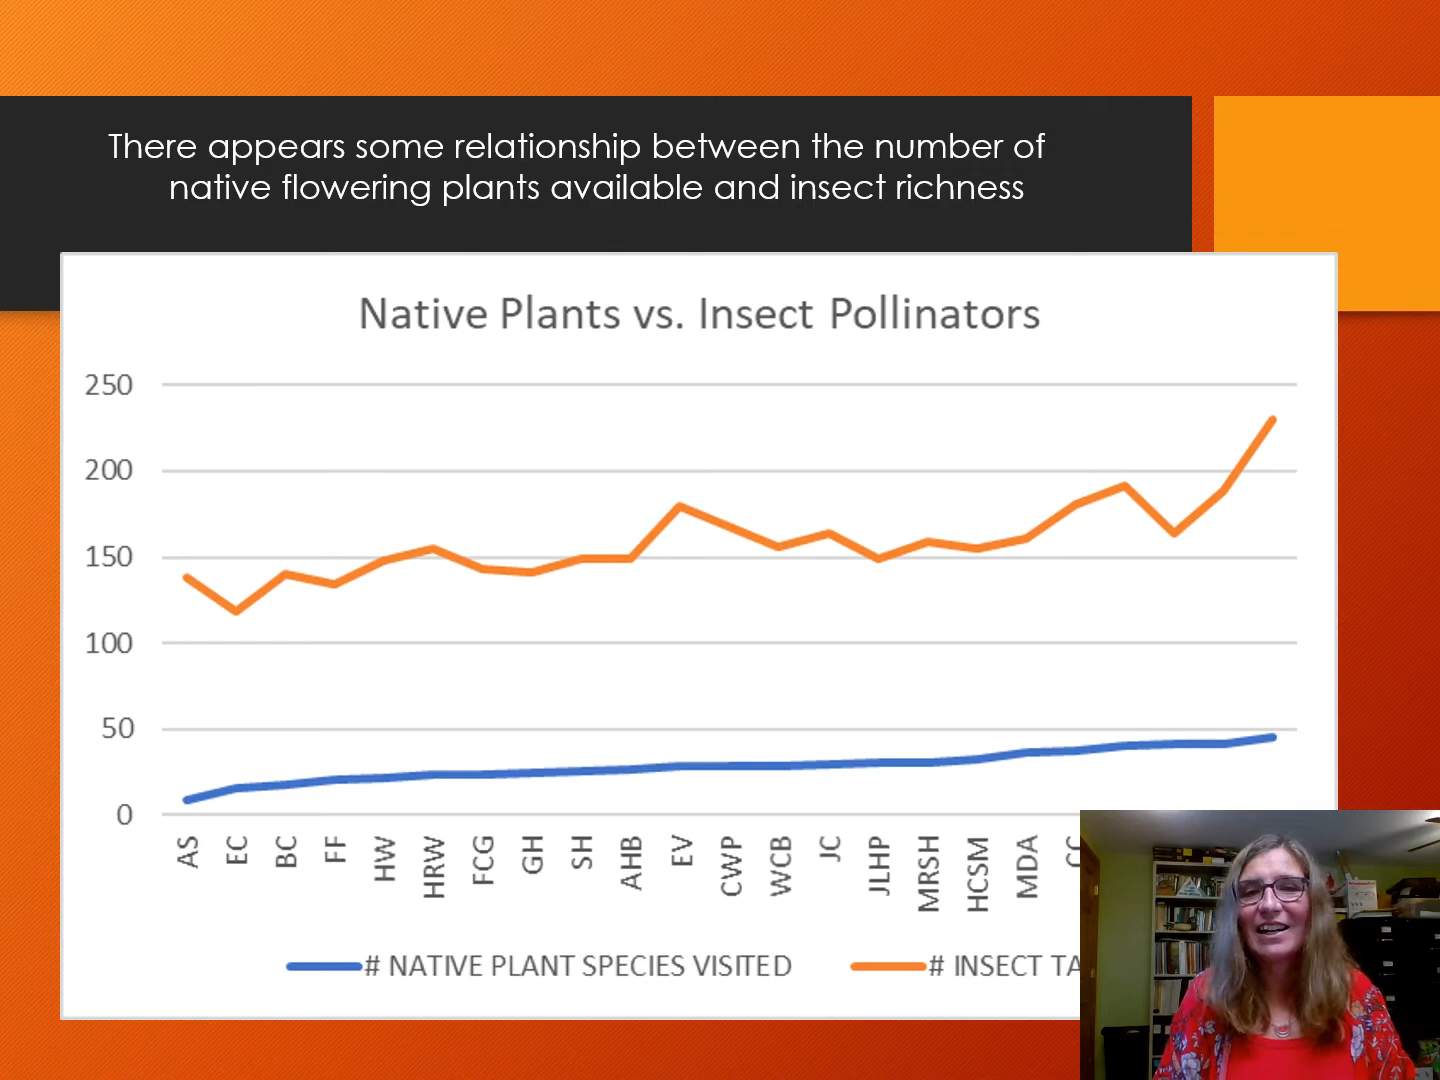 There appears some relationship between the number of
native flowering plants available and insect richness
Native Plants vs. Insect Pollinators
250
200
150
100
50
0
AS
EC
BC
FF
HW
HRW
FCG
GH
SH
AHB
EV
CWP
WCB
JC
JLHP
MRSH
HCSM
MDA
# NATIVE PLANT SPECIES VISITED
# INSECT